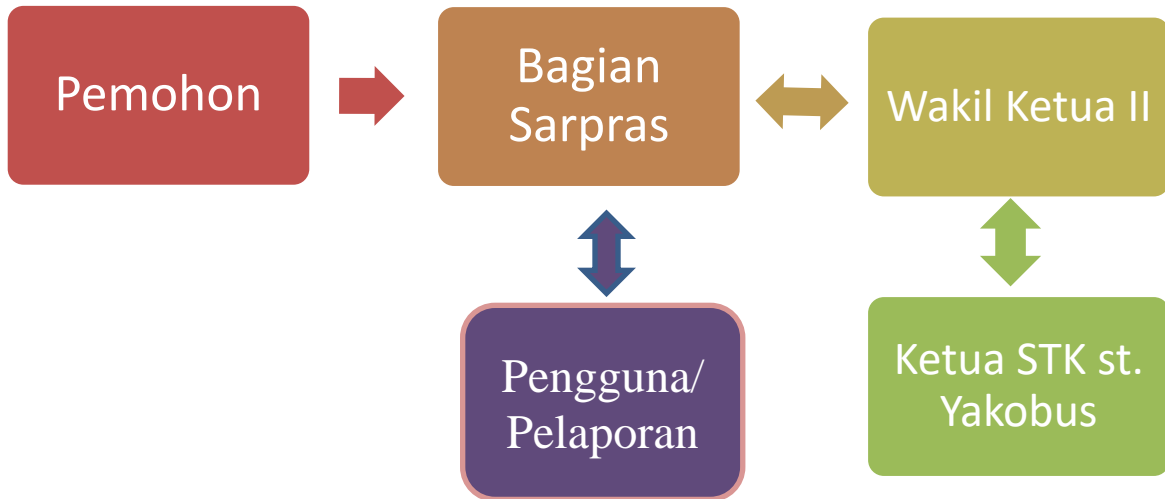 Pemohon
Bagian
Sarpras
Wakil Ketua II
Pengguna/
Pelaporan
Ketua STK st.
Yakobus